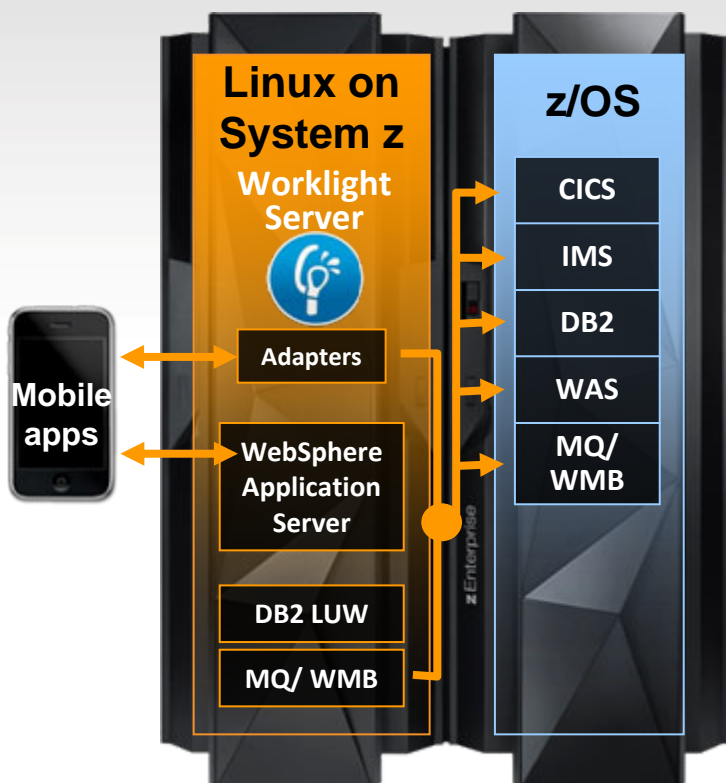 Linux on
System z
Worklight
Server
Adapters
WebSphere
Application
Server
DB2 LUW
MQ/ WMB
Mobile
apps
z/OS
CICS
IMS
DB2
WAS
MQ/
WMB
zEnterprise